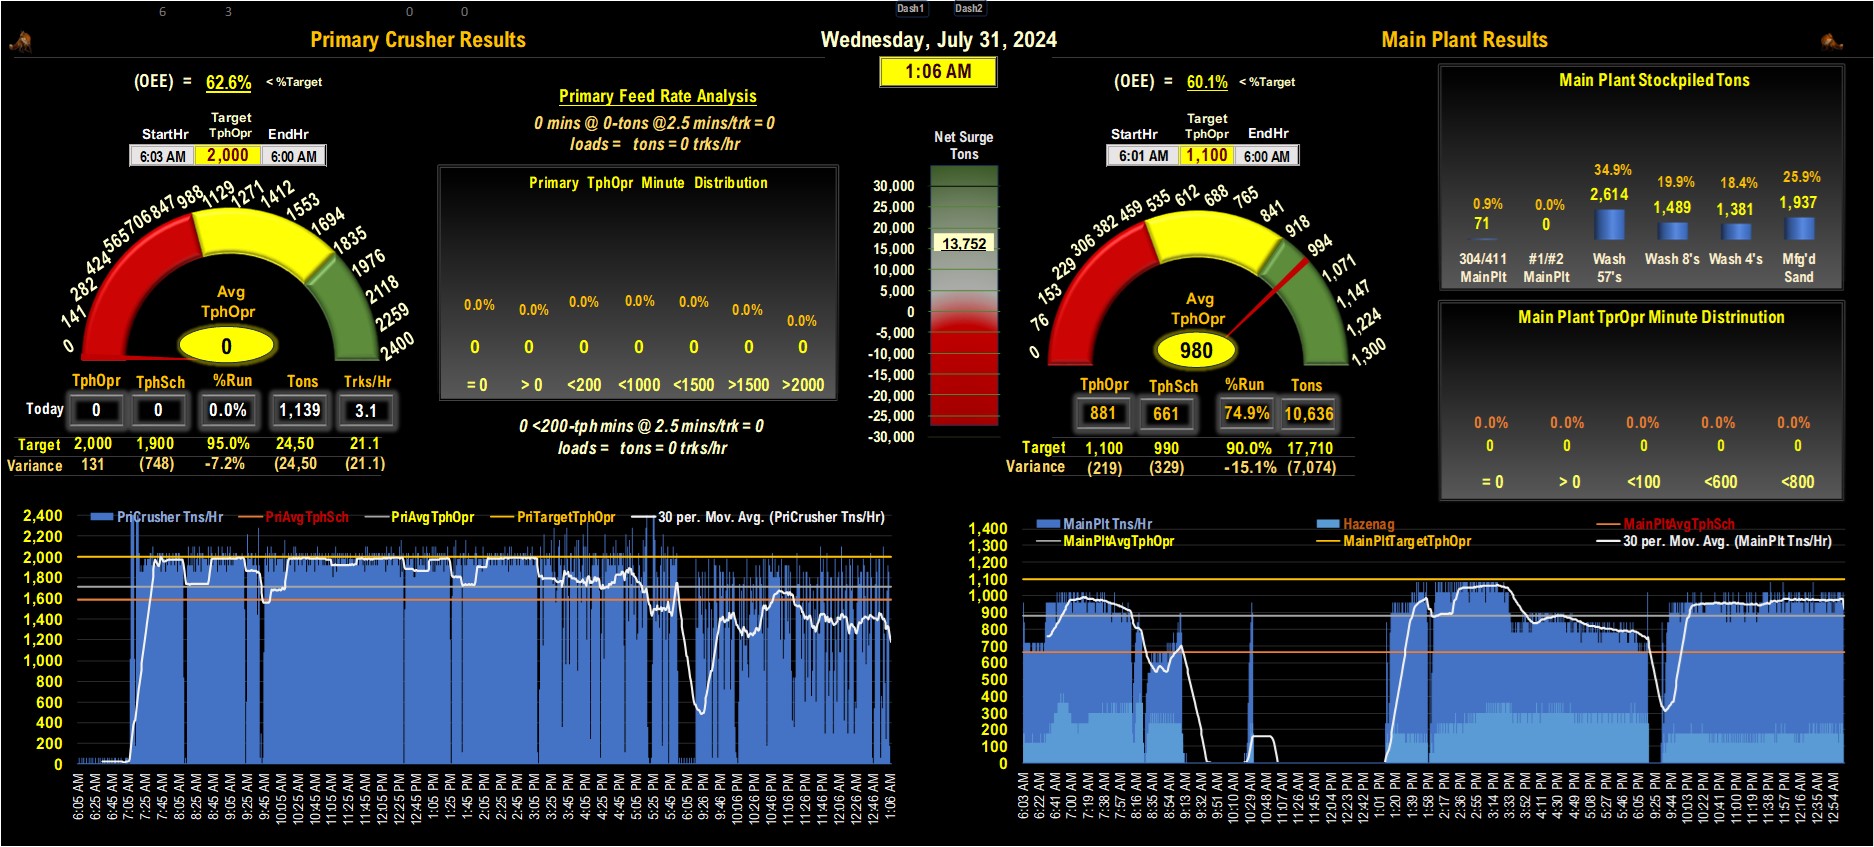 6 3 0 0 Dash1 Dash2
Primary Crusher Results
Wednesday, July 31, 2024
Main Plant Results
1:06 AM
(OEE) = 62.6% < %Target
Target
StartHr TphOpr EndHr
6:03 AM 2,000 6:00 AM
0 141 282 424 565 706 847 988 1129 1271 1412 1553 1694 1835 1976 2118 2259 2400
Avg
TphOpr
0
TphOpr TphSch %Run Tons Trks/Hr
Today 0 0 0.0% 1,139 3.1
Target 2,000 1,900 95.0% 24,50 21.1
Variance 131 (748) -7.2% (24,50 (21.1)
Primary Feed Rate Analysis
0 mins @ 0-tons @2.5 mins/trk = 0
loads = tons = 0 trks/hr
Primary TphOpr Minute Distribution
0.0% 0.0% 0.0% 0.0% 0.0% 0.0% 0.0%
0 0 0 0 0 0 0
= 0 > 0 <200 <1000 <1500 >1500 >2000
0 <200-tph mins @ 2.5 mins/trk = 0
loads = tons = 0 trks/hr
Net Surge
Tons
30,000
25,000
20,000
15,000
13,752
10,000
5,000
0
-5,000
-10,000
-15,000
-20,000
-25,000
-30,000
(OEE) = 60.1% < %Target
Target
StartHr TphOpr EndHr
6:01 AM 1,100 6:00 AM
0 76 153 229 306 382 459 535 612 688 765 841 918 994 1,071 1,147 1,224 1,300
Avg
TphOpr
980
TphOpr TphSch %Run Tons
881 661 74.9% 10,636
Target 1,100 990 90.0% 17,710
Variance (219) (329) -15.1% (7,074)
Main Plant Stockpiled Tons
0.9% 0.0% 34.9% 19.9% 18.4% 25.9%
71 0 2,614 1,489 1,381 1,937
304/411 #1/#2 Wash Wash 8's Wash 4's Mfg'd
MainPlt MainPlt 57's Sand
Main Plant TprOpr Minute Distrinution
0.0% 0.0% 0.0% 0.0% 0.0%
0 0 0 0 0
= 0 > 0 <100 <600 <800
PriCrusher Tns/Hr PriAvgTphSch PriAvgTphOpr PriTargetTphOpr 30 per. Mov. Avg. (PriCrusher Tns/Hr)
2,400
2,200
2,000
1,800
1,600
1,400
1,200
1,000
800
600
400
200
0
6:05 AM 6:25 AM 6:45 AM 7:05 AM 7:25 AM 7:45 AM 8:05 AM 8:25 AM 8:45 AM 9:05 AM 9:25 AM 9:45 AM 10:05 AM 10:25 AM 10:45 AM 11:05 AM 11:25 AM 11:45 AM 12:05 PM 12:25 PM 12:45 PM 1:05 PM 1:25 PM 1:45 PM 2:05 PM 2:25 PM 2:45 PM 3:05 PM 3:25 PM 3:45 PM 4:05 PM 4:25 PM 4:45 PM 5:05 PM 5:25 PM 5:45 PM 6:05 PM 9:26 PM 9:46 PM 10:06 PM 10:26 PM 10:46 PM 11:06 PM 11:26 PM 11:46 PM 12:06 AM 12:26 AM 12:46 AM 1:06 AM
MainPlt Tns/Hr Hazenag MainPltAvgTphSch
MainPltAvgTphOpr MainPltTargetTphOpr 30 per. Mov. Avg. (MainPlt Tns/Hr)
1,400
1,300
1,200
1,100
1,000
900
800
700
600
500
400
300
200
100
0
6:03 AM 6:22 AM 6:41 AM 7:00 AM 7:19 AM 7:38 AM 7:57 AM 8:16 AM 8:35 AM 8:54 AM 9:13 AM 9:32 AM 9:51 AM 10:10 AM 10:29 AM 10:48 AM 11:07 AM 11:26 AM 11:45 AM 12:04 PM 12:23 PM 12:42 PM 1:01 PM 1:20 PM 1:39 PM 1:58 PM 2:17 PM 2:36 PM 2:55 PM 3:14 PM 3:33 PM 3:52 PM 4:11 PM 4:30 PM 4:49 PM 5:08 PM 5:27 PM 5:46 PM 6:05 PM 9:25 PM 9:44 PM 10:03 PM 10:22 PM 10:41 PM 11:00 PM 11:19 PM 11:38 PM 11:57 PM 12:16 AM 12:35 AM 12:54 AM